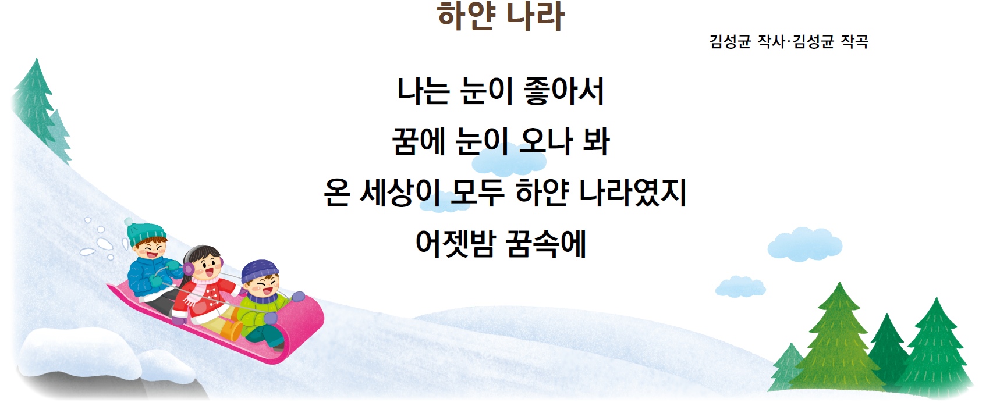 하얀 나라
김성균 작사·김성균 작곡
나는 눈이 좋아서
꿈에 눈이 오나 봐
온 세상이 모두 하얀 나라였지
어젯밤 꿈속에